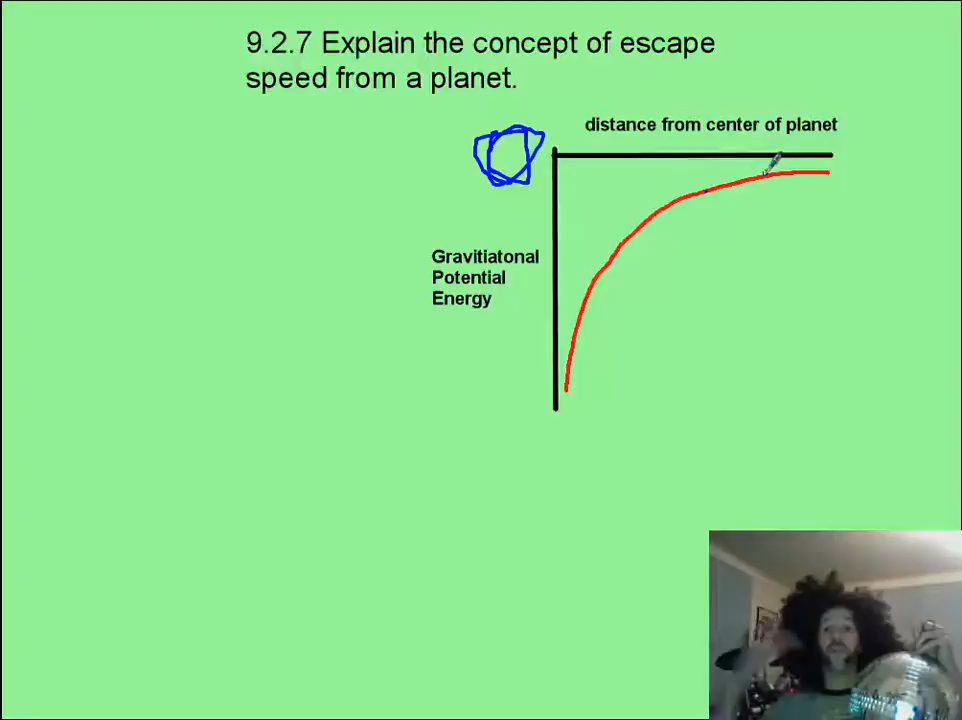 9.2.7 Explain the concept of escape
speed from a planet.
distance from center of planet
Gravitiatonal
Potential
Energy